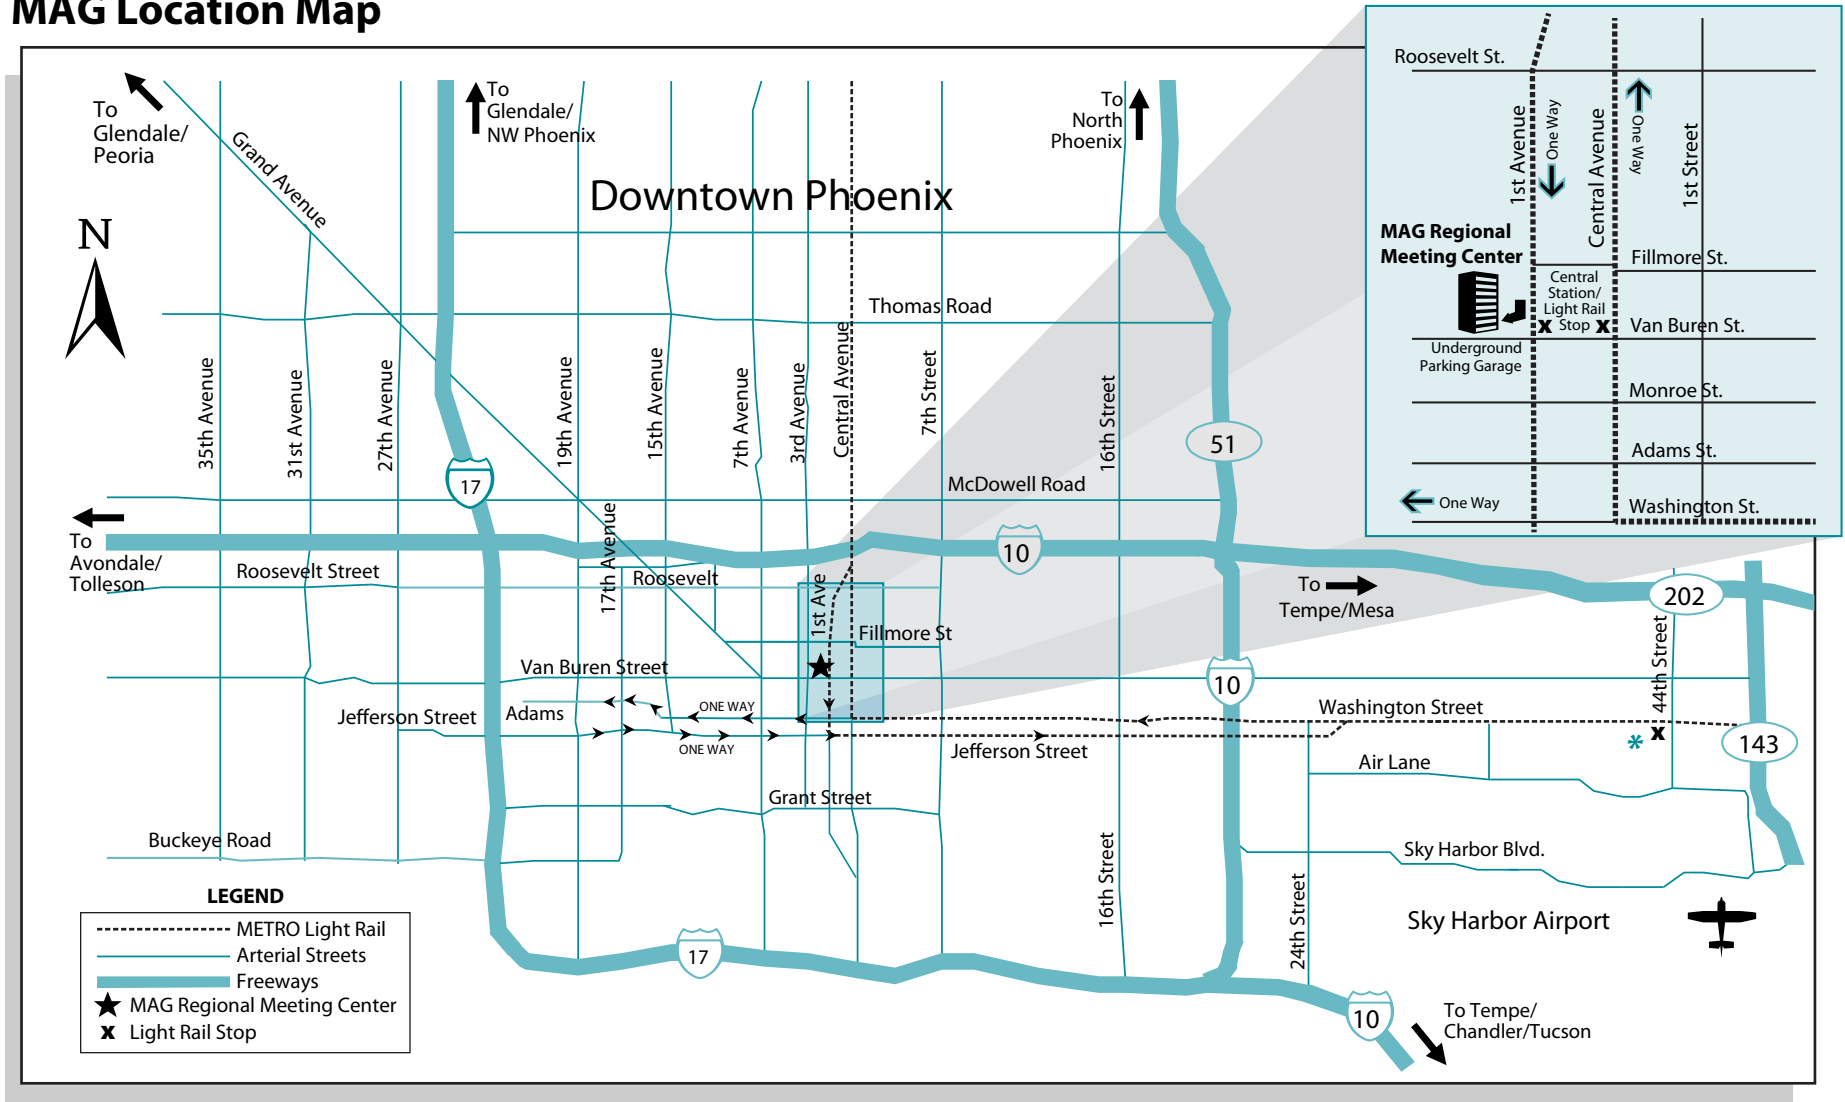 MAG Location Map
To
Glendale/
Peoria
Grand Avenue
To
Glendale/
NW Phoenix
To
North
Phoenix
Downtown Phoenix
N
Thomas Road
35th Avenue
31st Avenue
27th Avenue
19th Avenue
15th Avenue
7th Avenue
3rd Avenue
Central Avenue
7th Street
16th Street
51
17
McDowell Road
To
Avondale/
Tolleson
10
17th Avenue
Roosevelt Street
Roosevelt
1st Ave
To
Tempe/Mesa
202
Fillmore St
44th Street
Van Buren Street
10
Jefferson Street
Adams
ONE WAY
ONE WAY
Washington Street
Jefferson Street
*
x
143
Air Lane
Grant Street
Buckeye Road
16th Street
Sky Harbor Blvd.
24th Street
Sky Harbor Airport
17
10
To Tempe/
Chandler/Tucson
LEGEND
METRO Light Rail
Arterial Streets
Freeways
MAG Regional Meeting Center
x Light Rail Stop
Roosevelt St.
1st Avenue
One Way
Central Avenue
One Way
1st Street
MAG Regional
Meeting Center
Fillmore St.
Central
Station/
Light Rail
x Stop x
Van Buren St.
Underground
Parking Garage
Monroe St.
Adams St.
One Way
Washington St.